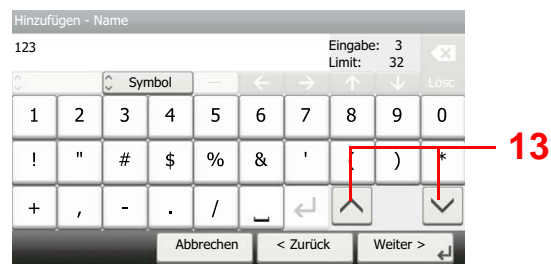 Hinzufügen - Name
123
Eingabe: 3
Limit: 32
Symbol
Lösc
1 2 3 4 5 6 7 8 9 0
! " # $ % & ' ( ) *
13
+ , - . / _
Abbrechen < Zurück Weiter >